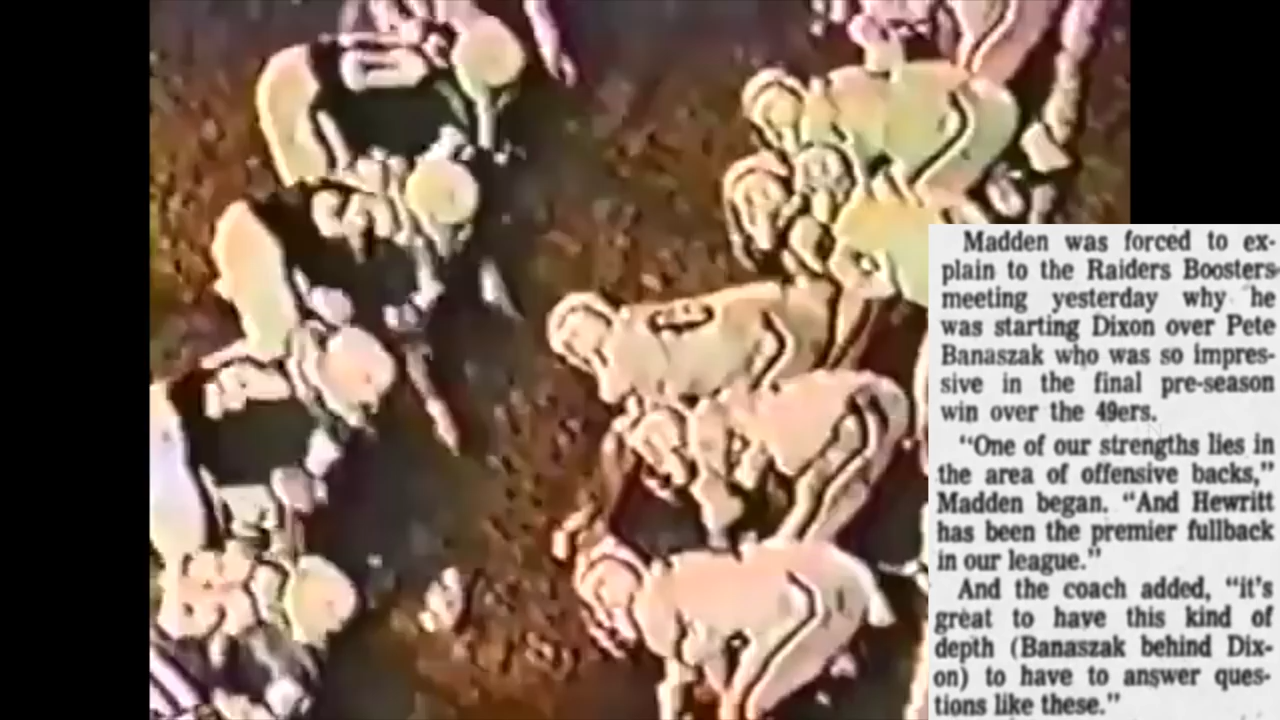 Madden was forced to ex-
plain to the Raiders Boosters
meeting yesterday why he
was starting Dixon over Pete
Banaszak who was so impres-
sive in the final pre-season
win over the 49ers.
"One of our strengths lies in
the area of offensive backs,"
Madden began. "And Hewritt
has been the premier fullback
in our league."
And the coach added, "it's
great to have this kind of
depth (Banaszak behind Dix-
on) to have to answer ques-
tions like these."